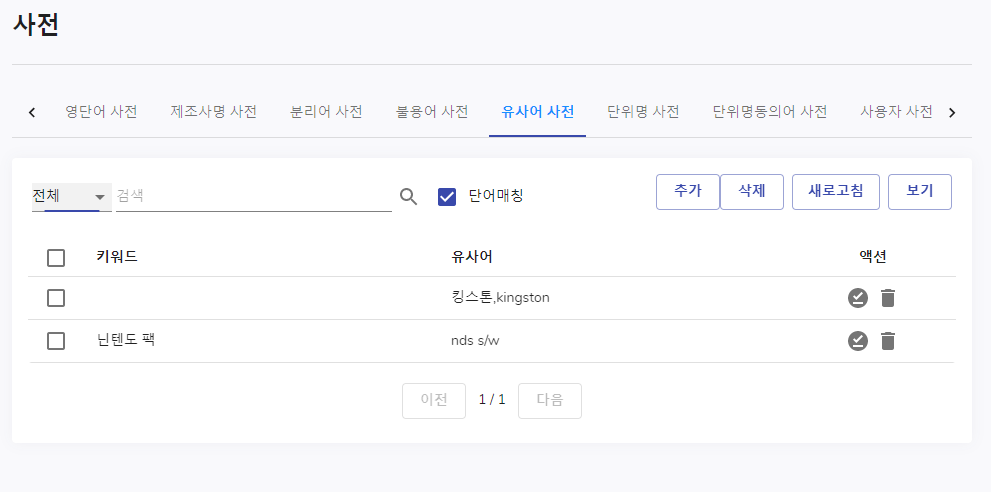 사전
영단어 사전 제조사명 사전 분리어 사전 불용어 사전 유사어 사전 단위명 사전 단위명동의어 사전 사용자 사전
전체 검색 단어매칭 추가 삭제 새로고침 보기
키워드 유사어 액션
킹스톤,kingston
닌텐도 팩 nds s/w
이전 1 / 1 다음